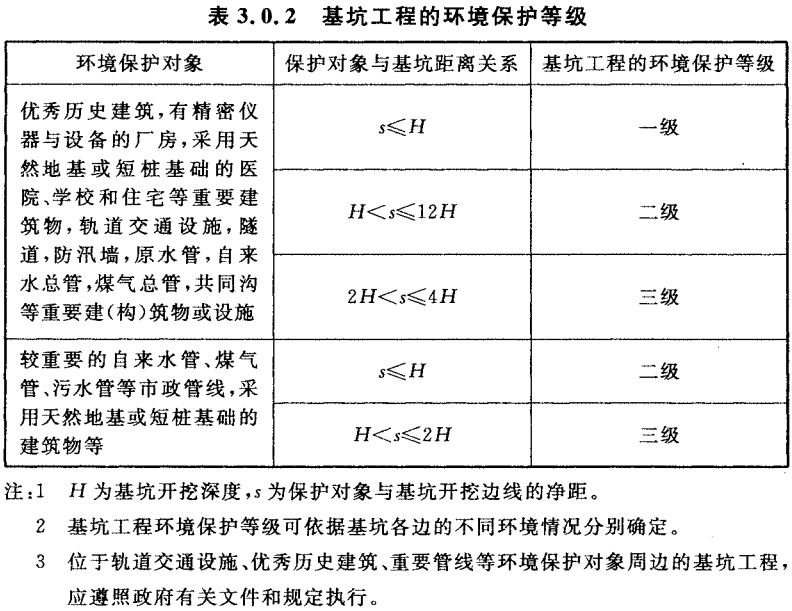 表 3.0.2 基坑工程的环境保护等级
环境保护对象
保护对象与基坑距离关系
基坑工程的环境保护等级
优秀历史建筑,有精密仪
器与设备的厂房,采用天
然地基或短桩基础的医
院、学校和住宅等重要建
筑物,轨道交通设施,隧
道,防汛墙,原水管,自来
水总管,煤气总管,共同沟
等重要建(构)筑物或设施
s⩽H
一级
H<s⩽12H
二级
2H<s⩽4H
三级
较重要的自来水管、煤气
管、污水管等市政管线,采
用天然地基或短桩基础的
建筑物等
s⩽H
二级
H<s⩽2H
三级
注:1 H 为基坑开挖深度,s 为保护对象与基坑开挖边线的净距。
2 基坑工程环境保护等级可依据基坑各边的不同环境情况分别确定。
3 位于轨道交通设施、优秀历史建筑、重要管线等环境保护对象周边的基坑工程,
应遵照政府有关文件和规定执行。